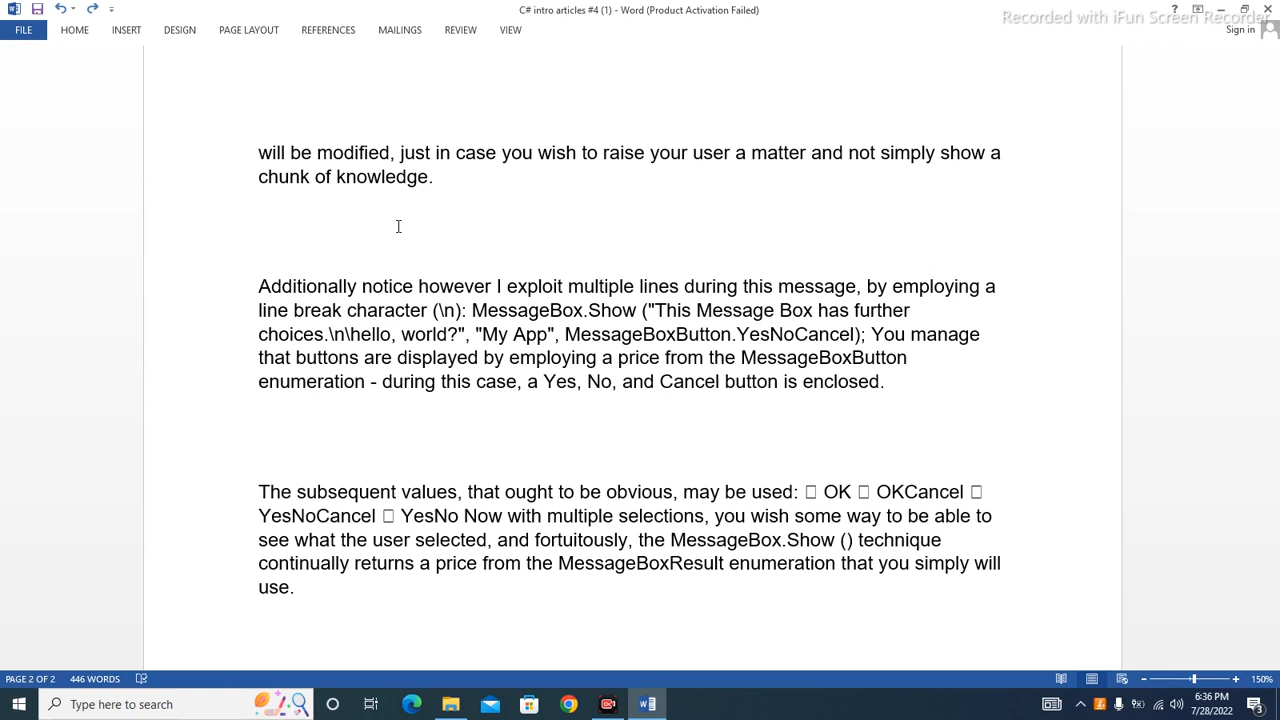 C# intro articles #4 (1) - Word (Product Activation Failed)
Recorded with iFun Screen Recorder
FILE HOME INSERT DESIGN PAGE LAYOUT REFERENCES MAILINGS REVIEW VIEW Sign in
will be modified, just in case you wish to raise your user a matter and not simply show a
chunk of knowledge.
Additionally notice however I exploit multiple lines during this message, by employing a
line break character (\n): MessageBox.Show ("This Message Box has further
choices.\n\hello, world?", "My App", MessageBoxButton.YesNoCancel); You manage
that buttons are displayed by employing a price from the MessageBoxButton
enumeration - during this case, a Yes, No, and Cancel button is enclosed.
The subsequent values, that ought to be obvious, may be used: □ OK □ OKCancel □
YesNoCancel □ YesNo Now with multiple selections, you wish some way to be able to
see what the user selected, and fortuitously, the MessageBox.Show () technique
continually returns a price from the MessageBoxResult enumeration that you simply will
use.
PAGE 2 OF 2 446 WORDS 150%
Type here to search
6:36 PM
7/28/2022